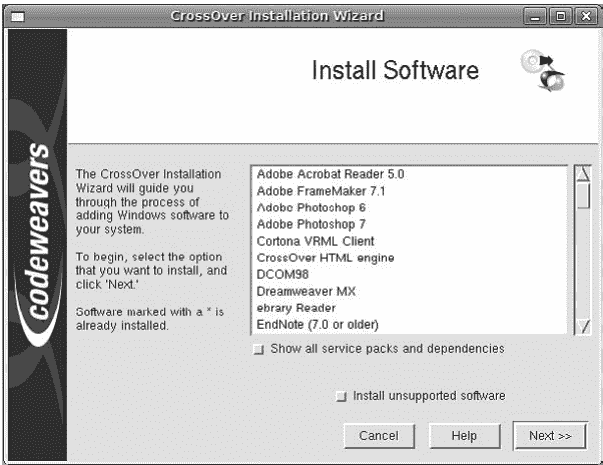 CrossOver Installation Wizard
Install Software
codeweavers
The CrossOver Installation
Wizard will guide you
through the process of
adding Windows software to
your system.
To begin, select the option
that you want to install, and
click 'Next.'
Software marked with a * is
already installed.
Adobe Acrobat Reader 5.0
Adobe FrameMaker 7.1
Adobe Photoshop 6
Adobe Photoshop 7
Cortona VRML Client
CrossOver HTML engine
DCOM98
Dreamweaver MX
ebrary Reader
EndNote (7.0 or older)
Show all service packs and dependencies
Install unsupported software
Cancel
Help
Next >>